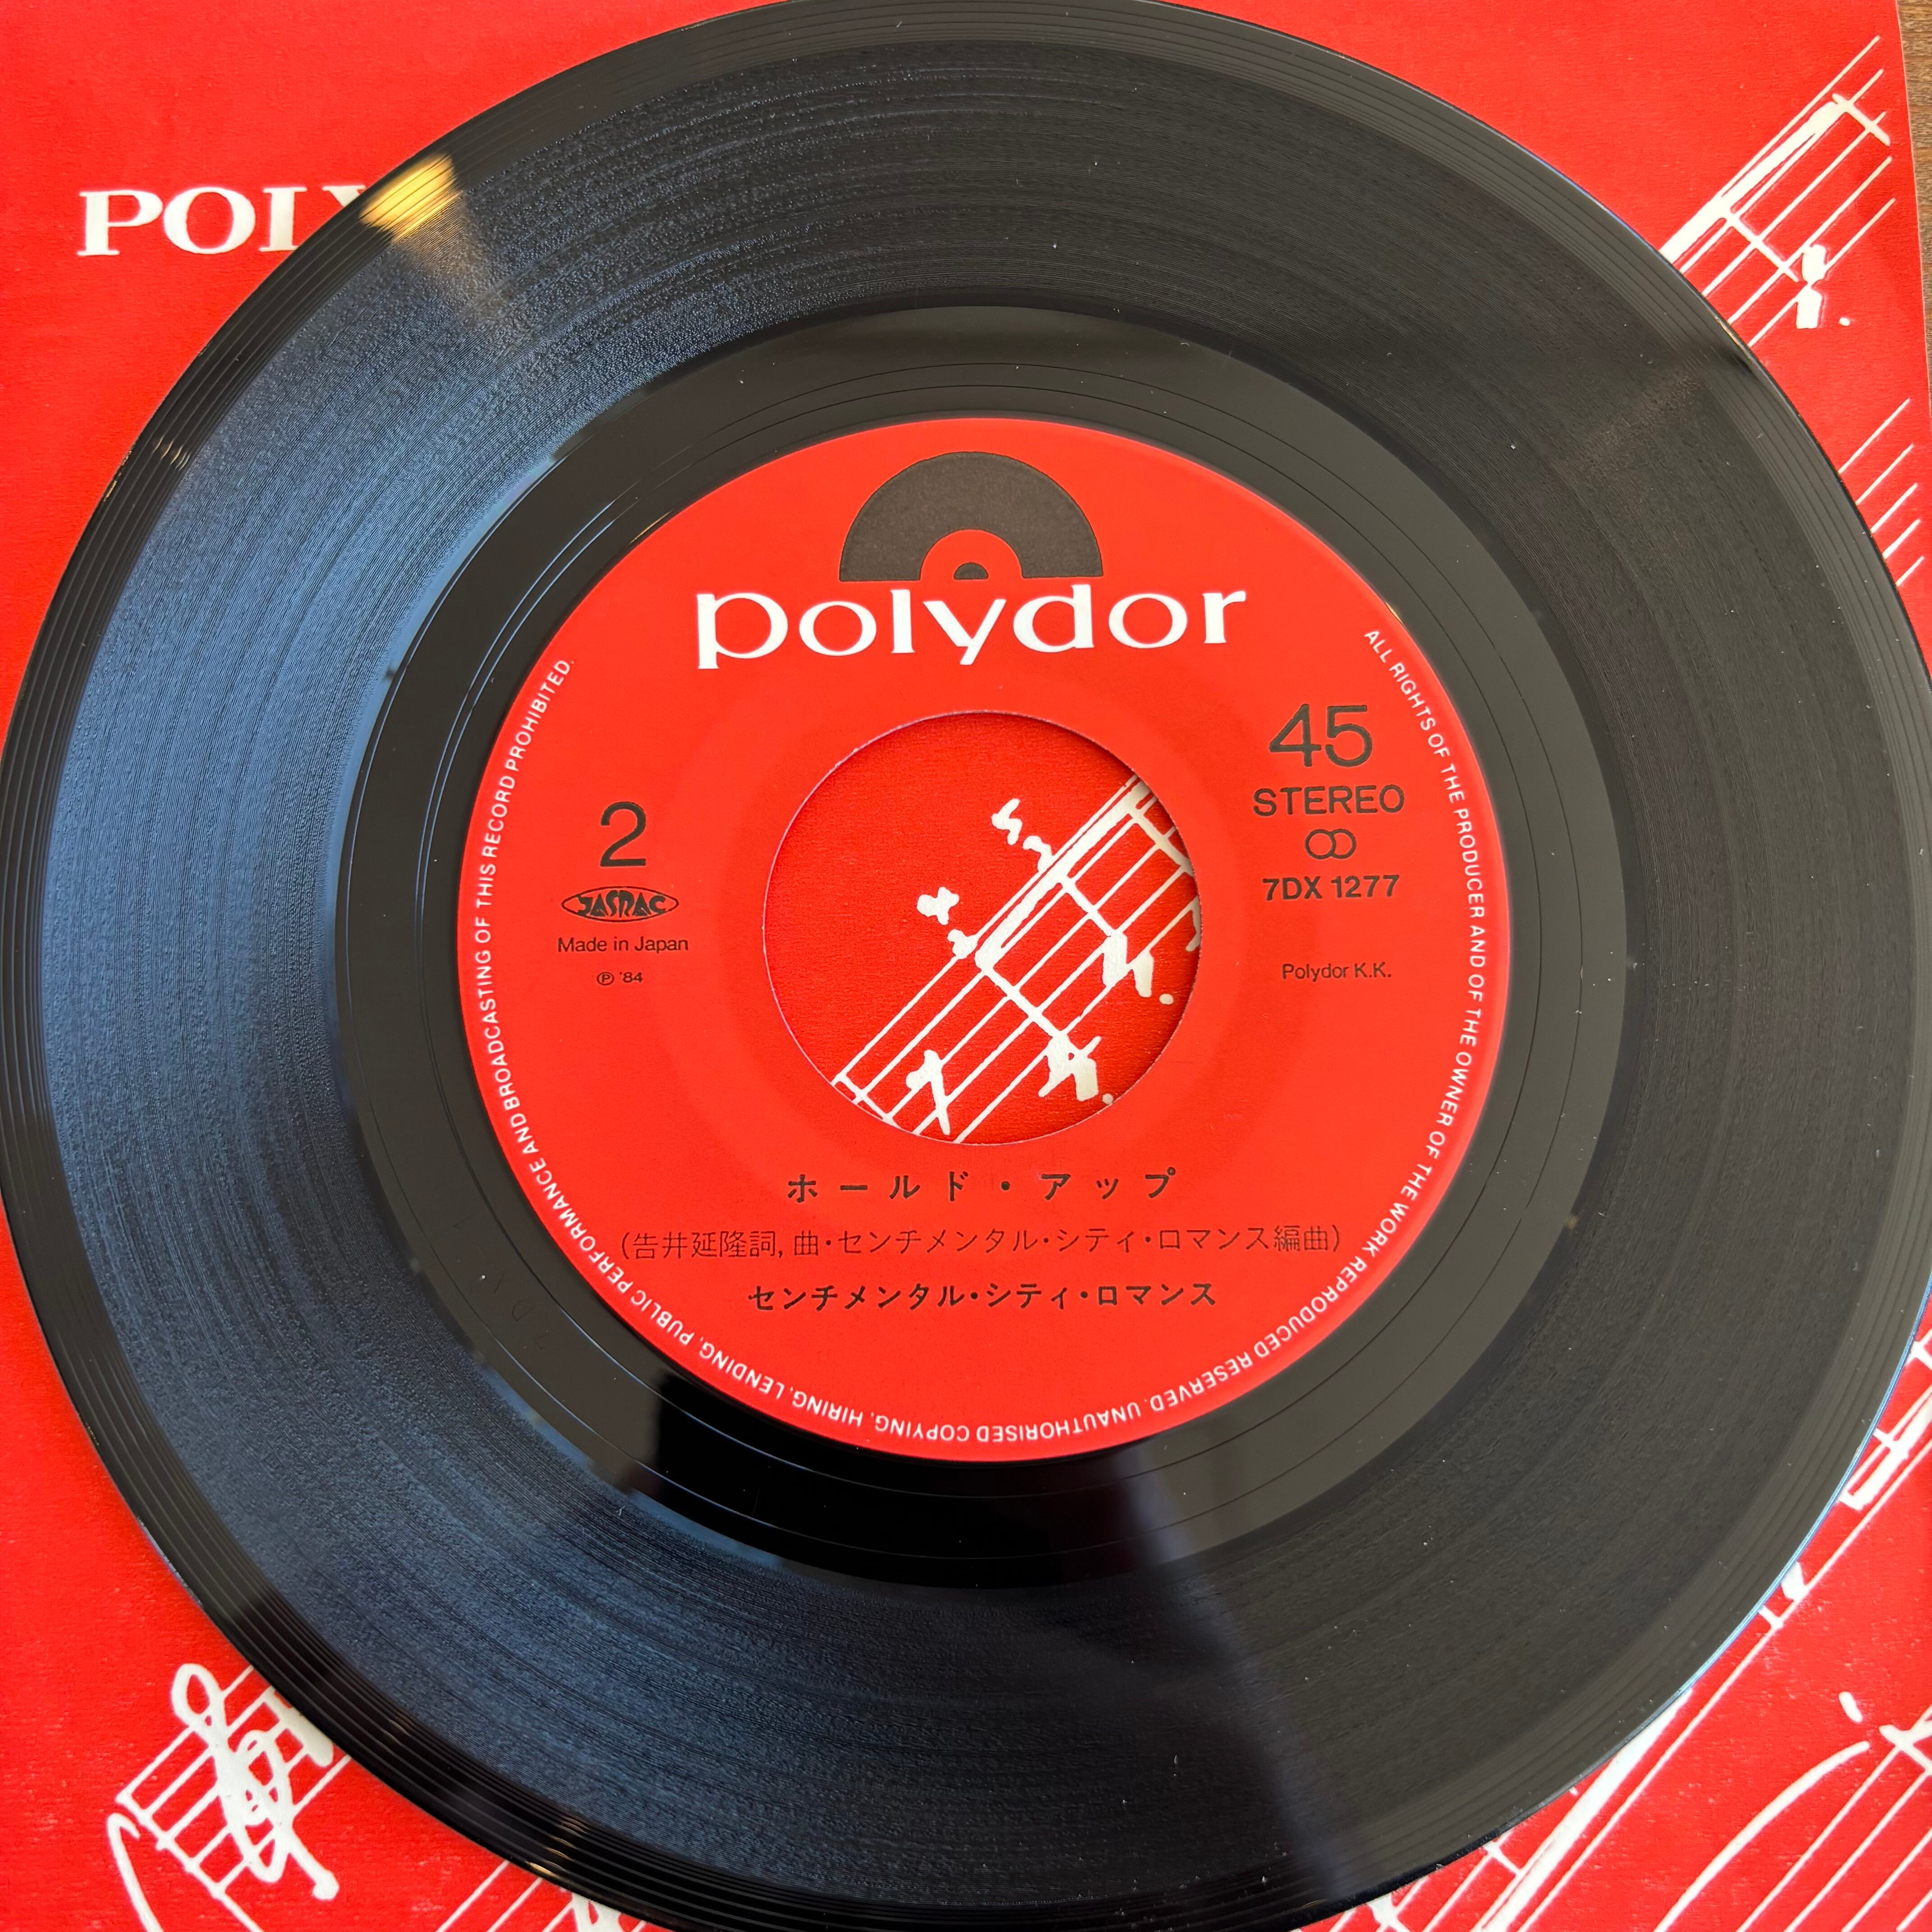 POLY
polydor
45
STEREO
7DX 1277
Polydor K.K.
2
JASRAC
Made in Japan
Ⓟ '84
ホールド・アップ
(告井延隆詞, 曲・センチメンタル・シティ・ロマンス編曲)
センチメンタル・シティ・ロマンス
ALL RIGHTS OF THE PRODUCER AND OF THE OWNER OF THE WORK REPRODUCED RESERVED. UNAUTHORISED COPYING, HIRING, LENDING, PUBLIC PERFORMANCE AND BROADCASTING OF THIS RECORD PROHIBITED.